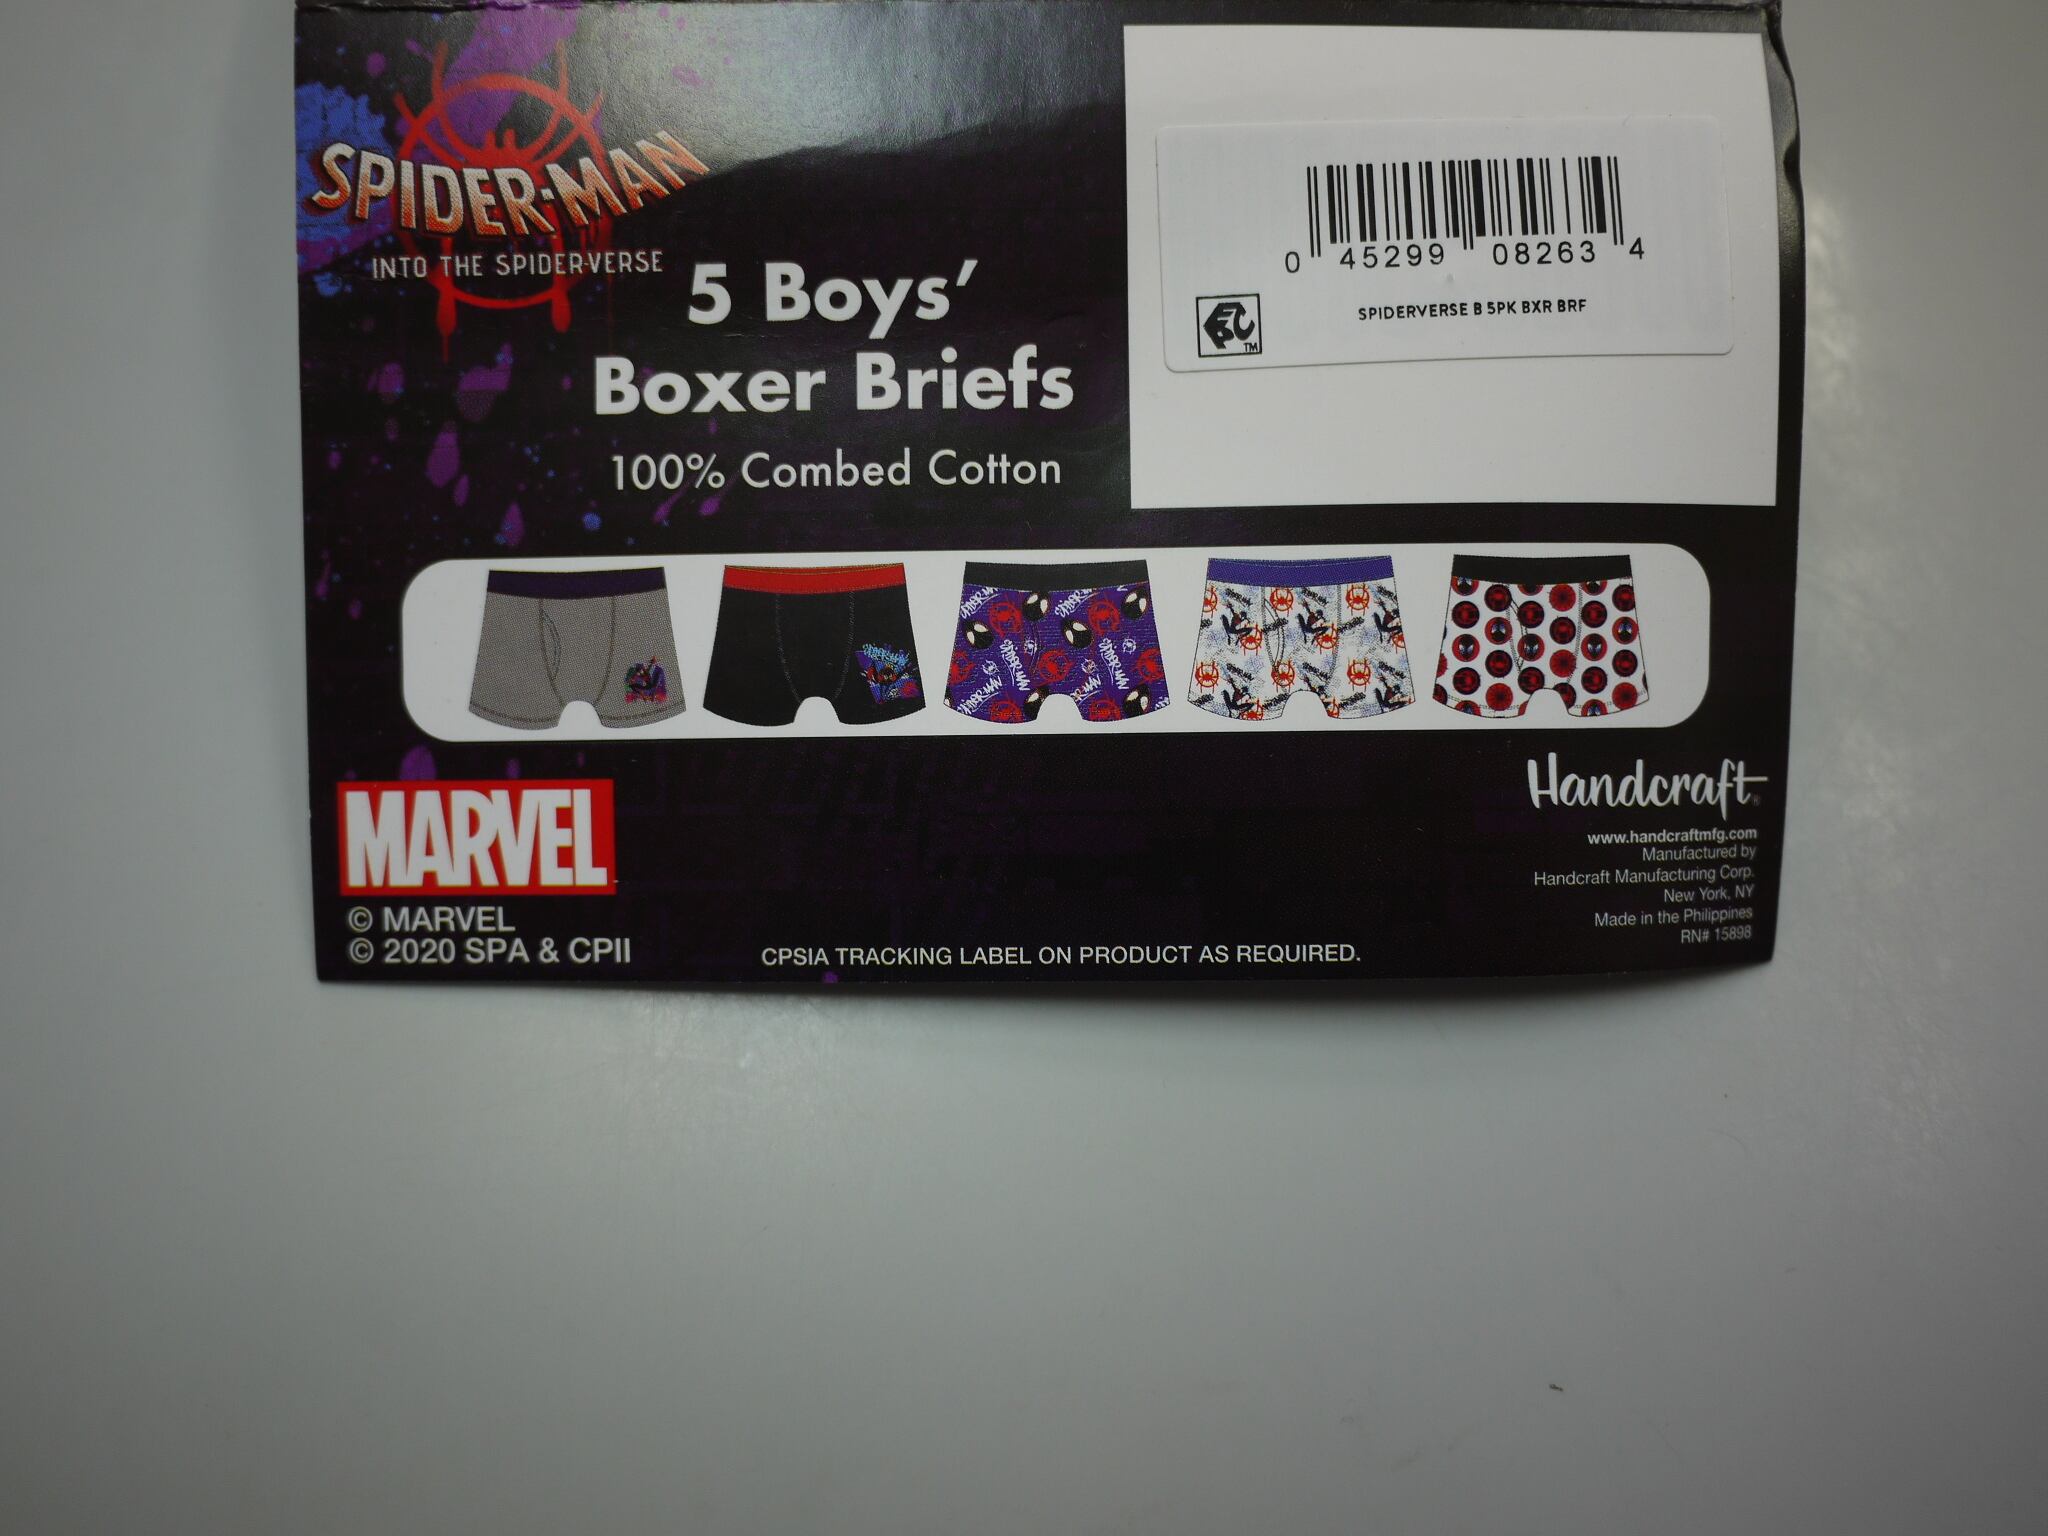 SPIDER-MAN
INTO THE SPIDER-VERSE
5 Boys'
Boxer Briefs
100% Combed Cotton
0 45299 08263 4
SPIDERVERSE B 5PK BXR BRF
TM
MARVEL
© MARVEL
© 2020 SPA & CPII
CPSIA TRACKING LABEL ON PRODUCT AS REQUIRED.
Handcraft®
www.handcraftmfg.com
Manufactured by
Handcraft Manufacturing Corp.
New York, NY
Made in the Philippines
RN# 15898